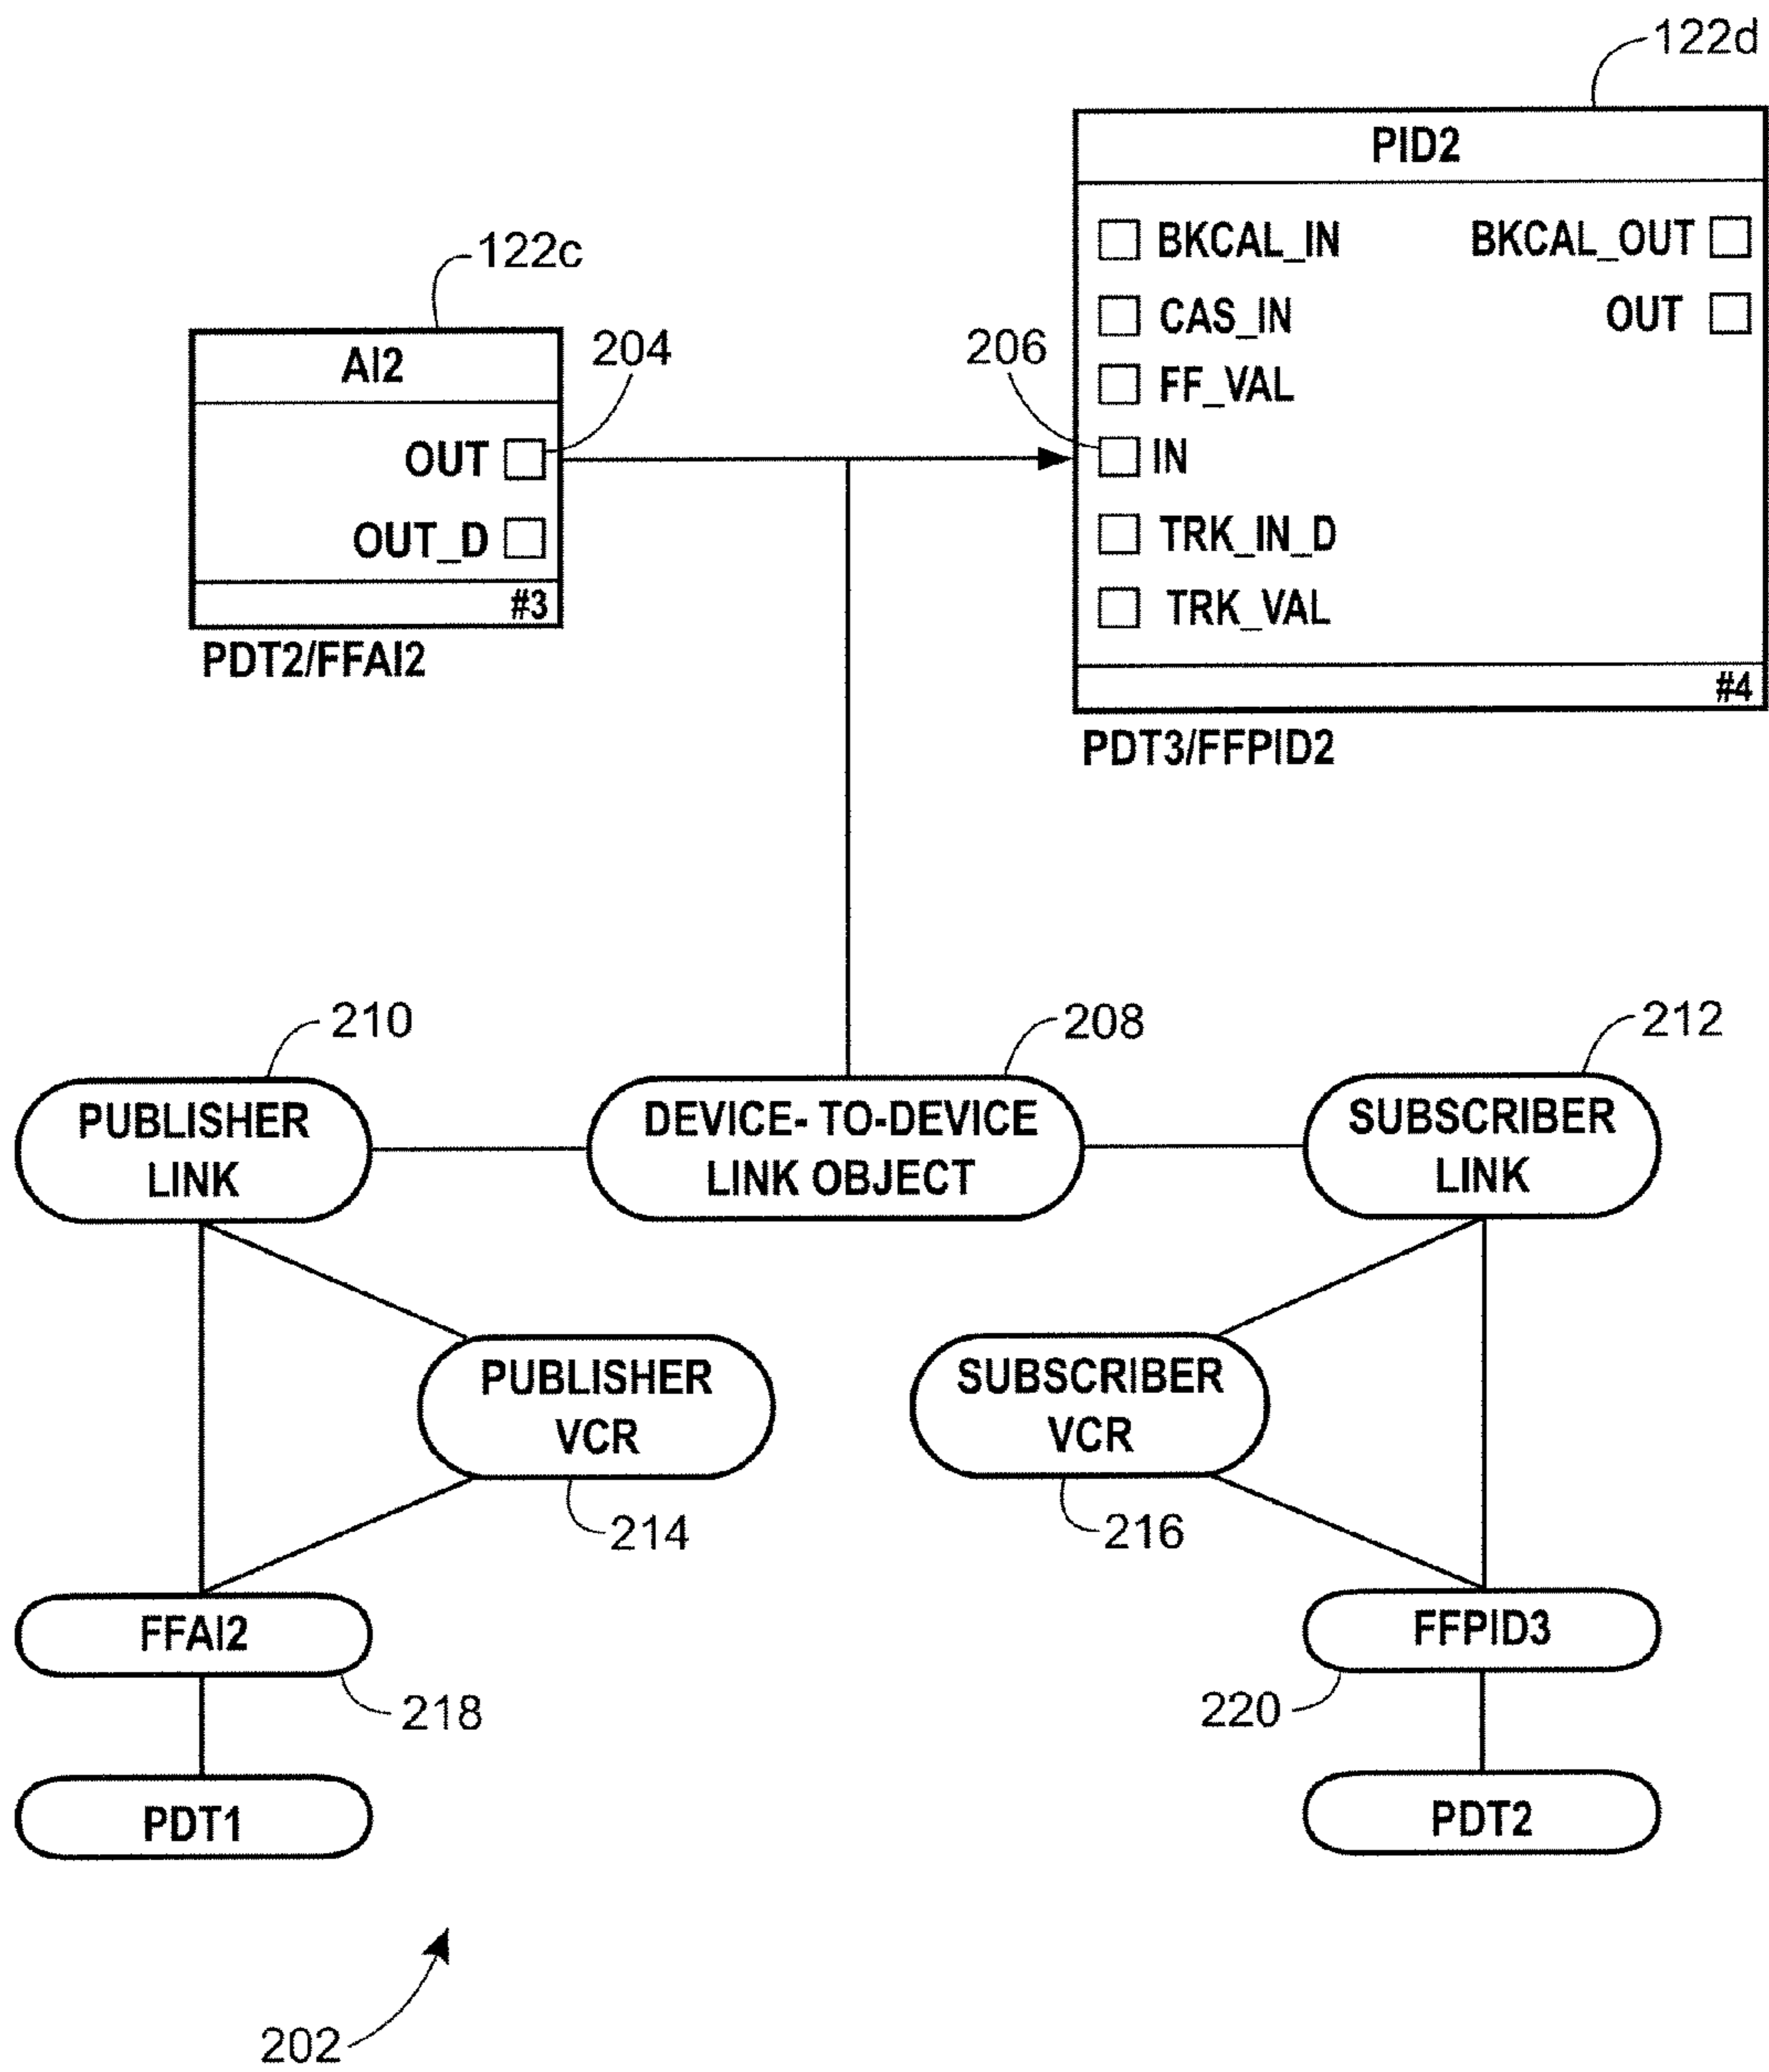 122d
PID2
BKCAL_IN
BKCAL_OUT
CAS_IN
OUT
FF_VAL
206
IN
TRK_IN_D
TRK_VAL
#4
PDT3/FFPID2
122c
AI2
204
OUT
OUT_D
#3
PDT2/FFAI2
210
208
212
PUBLISHER
LINK
DEVICE- TO-DEVICE
LINK OBJECT
SUBSCRIBER
LINK
PUBLISHER
VCR
SUBSCRIBER
VCR
214
216
FFAI2
FFPID3
218
220
PDT1
PDT2
202